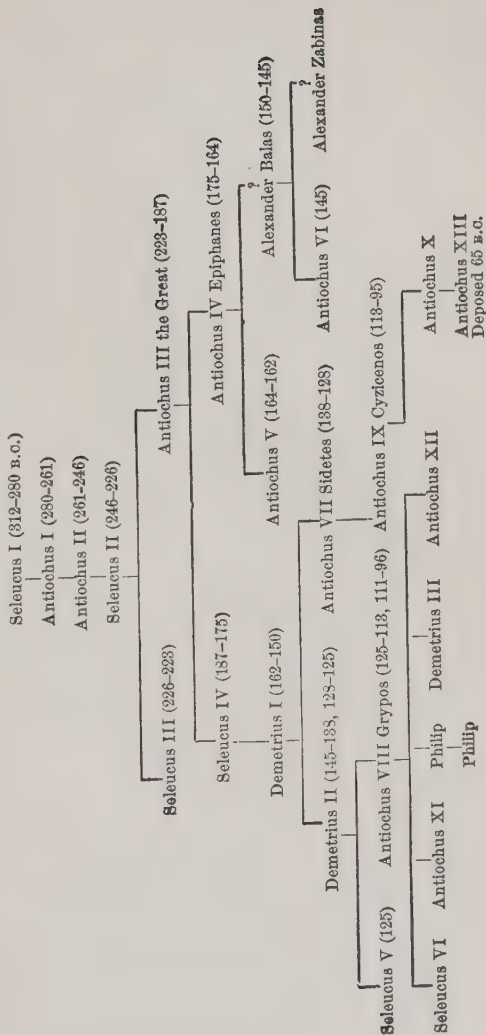 Seleucus I (312–280 B.C.)
Antiochus I (280–261)
Antiochus II (261–246)
Seleucus II (246–226)
Seleucus III (226–223) Antiochus III the Great (223–187)
Seleucus IV (187–175) Antiochus IV Epiphanes (175–164)
?
Demetrius I (162–150) Antiochus V (164–162) Alexander Balas (150–145)
?
Demetrius II (145–138, 128–125) Antiochus VII Sidetes (138–128) Antiochus VI (145) Alexander Zabinas
Seleucus V (125) Antiochus VIII Grypos (125–113, 111–96) Antiochus IX Cyzicenos (113–95)
Seleucus VI Antiochus XI Philip Demetrius III Antiochus XII Antiochus X
Philip Antiochus XIII
Deposed 65 B.C.